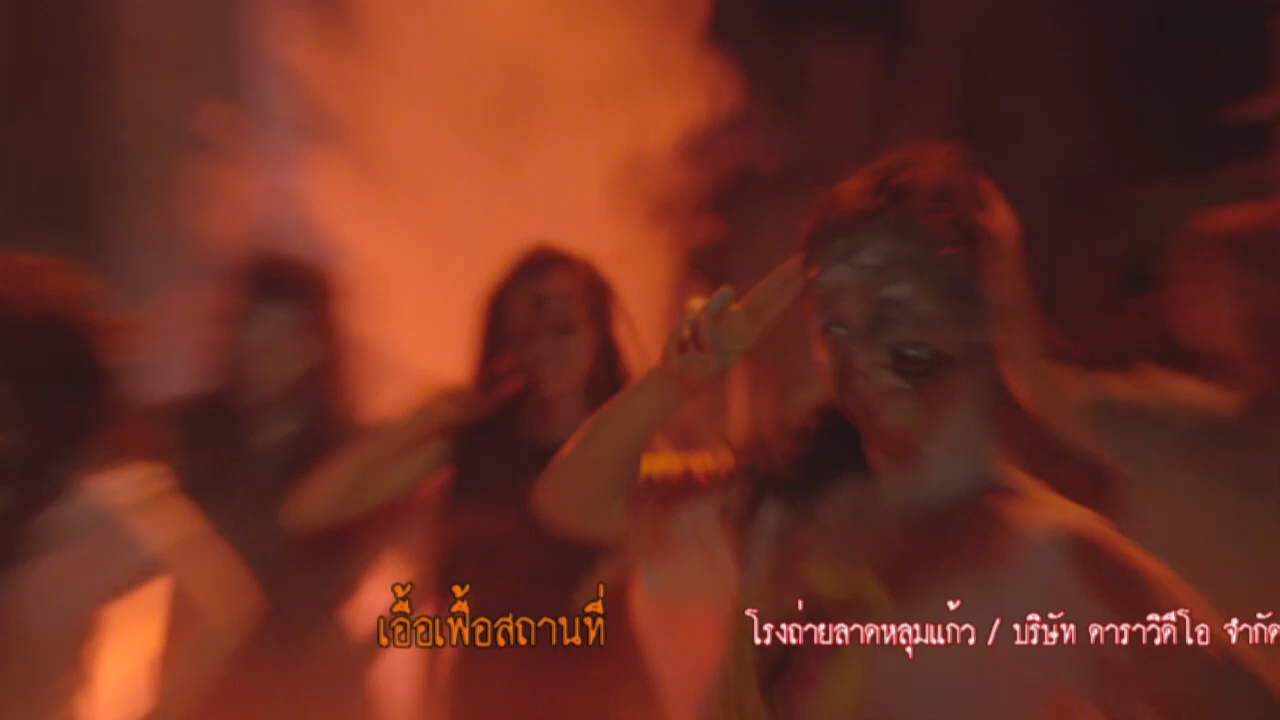 เอื้อเฟื้อสถานที่ โรงถ่ายลาดหลุมแก้ว / บริษัท ดาราวิดีโอ จำกัด